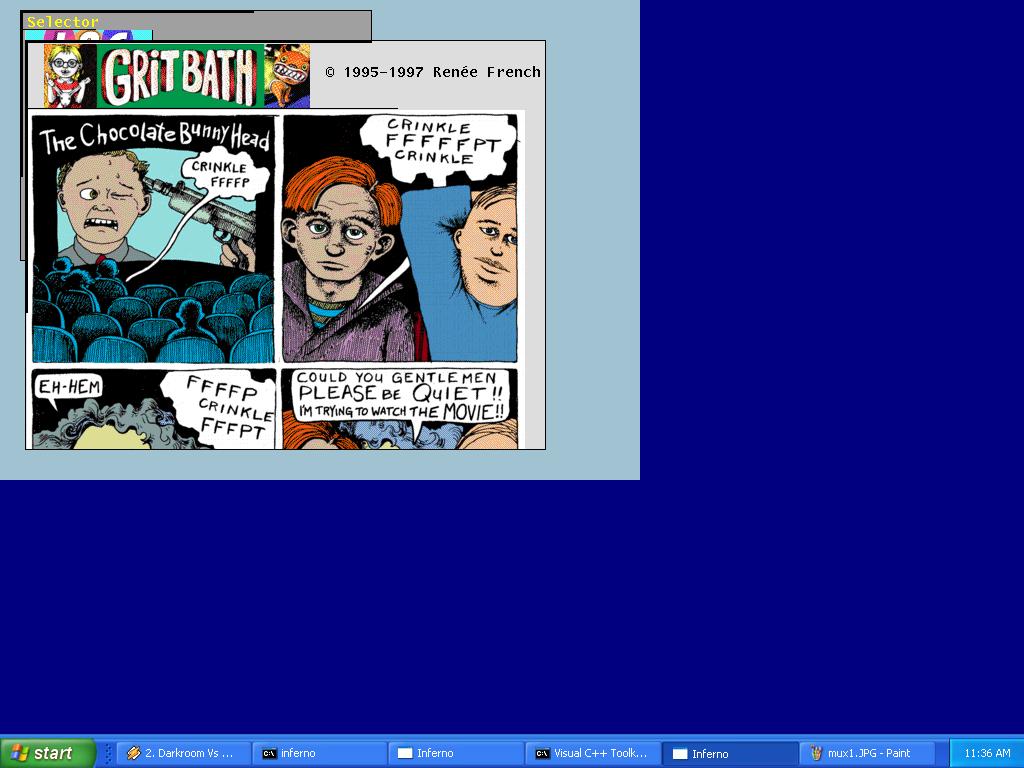 Selector
GRIT BATH
© 1995-1997 Renée French
The Chocolate Bunny Head
CRINKLE
FFFFP
CRINKLE
FFFFFPT
CRINKLE
EH-HEM
FFFFP
CRINKLE
FFFPT
COULD YOU GENTLEMEN
PLEASE BE QUIET !!
I'M TRYING TO WATCH THE MOVIE!!
start
2. Darkroom Vs ...
inferno
Inferno
Visual C++ Toolk...
Inferno
mux1.JPG - Paint
11:36 AM